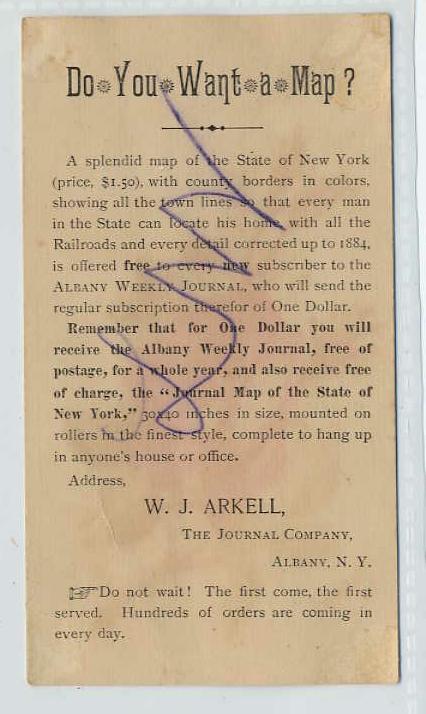 Do You Want a Map?
A splendid map of the State of New York
(price, $1.50), with county borders in colors,
showing all the town lines so that every man
in the State can locate his home, with all the
Railroads and every detail corrected up to 1884,
is offered free to every new subscriber to the
ALBANY WEEKLY JOURNAL, who will send the
regular subscription therefor of One Dollar.
Remember that for One Dollar you will
receive the Albany Weekly Journal, free of
postage, for a whole year, and also receive free
of charge, the "Journal Map of the State of
New York," 30x40 inches in size, mounted on
rollers in the finest style, complete to hang up
in anyone's house or office.
Address,
W. J. ARKELL,
THE JOURNAL COMPANY,
ALBANY, N. Y.
☞Do not wait! The first come, the first
served. Hundreds of orders are coming in
every day.